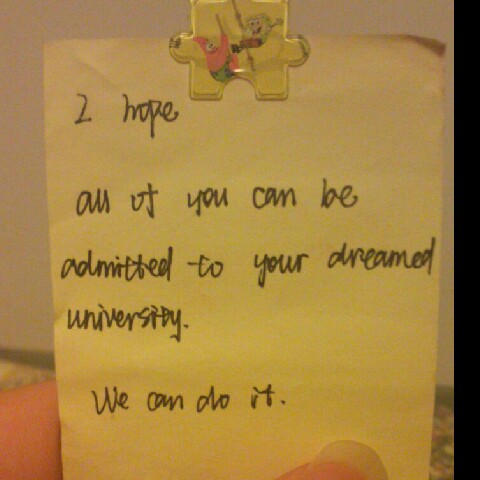 I hope
all of you can be
admitted to your dreamed
university.
We can do it.